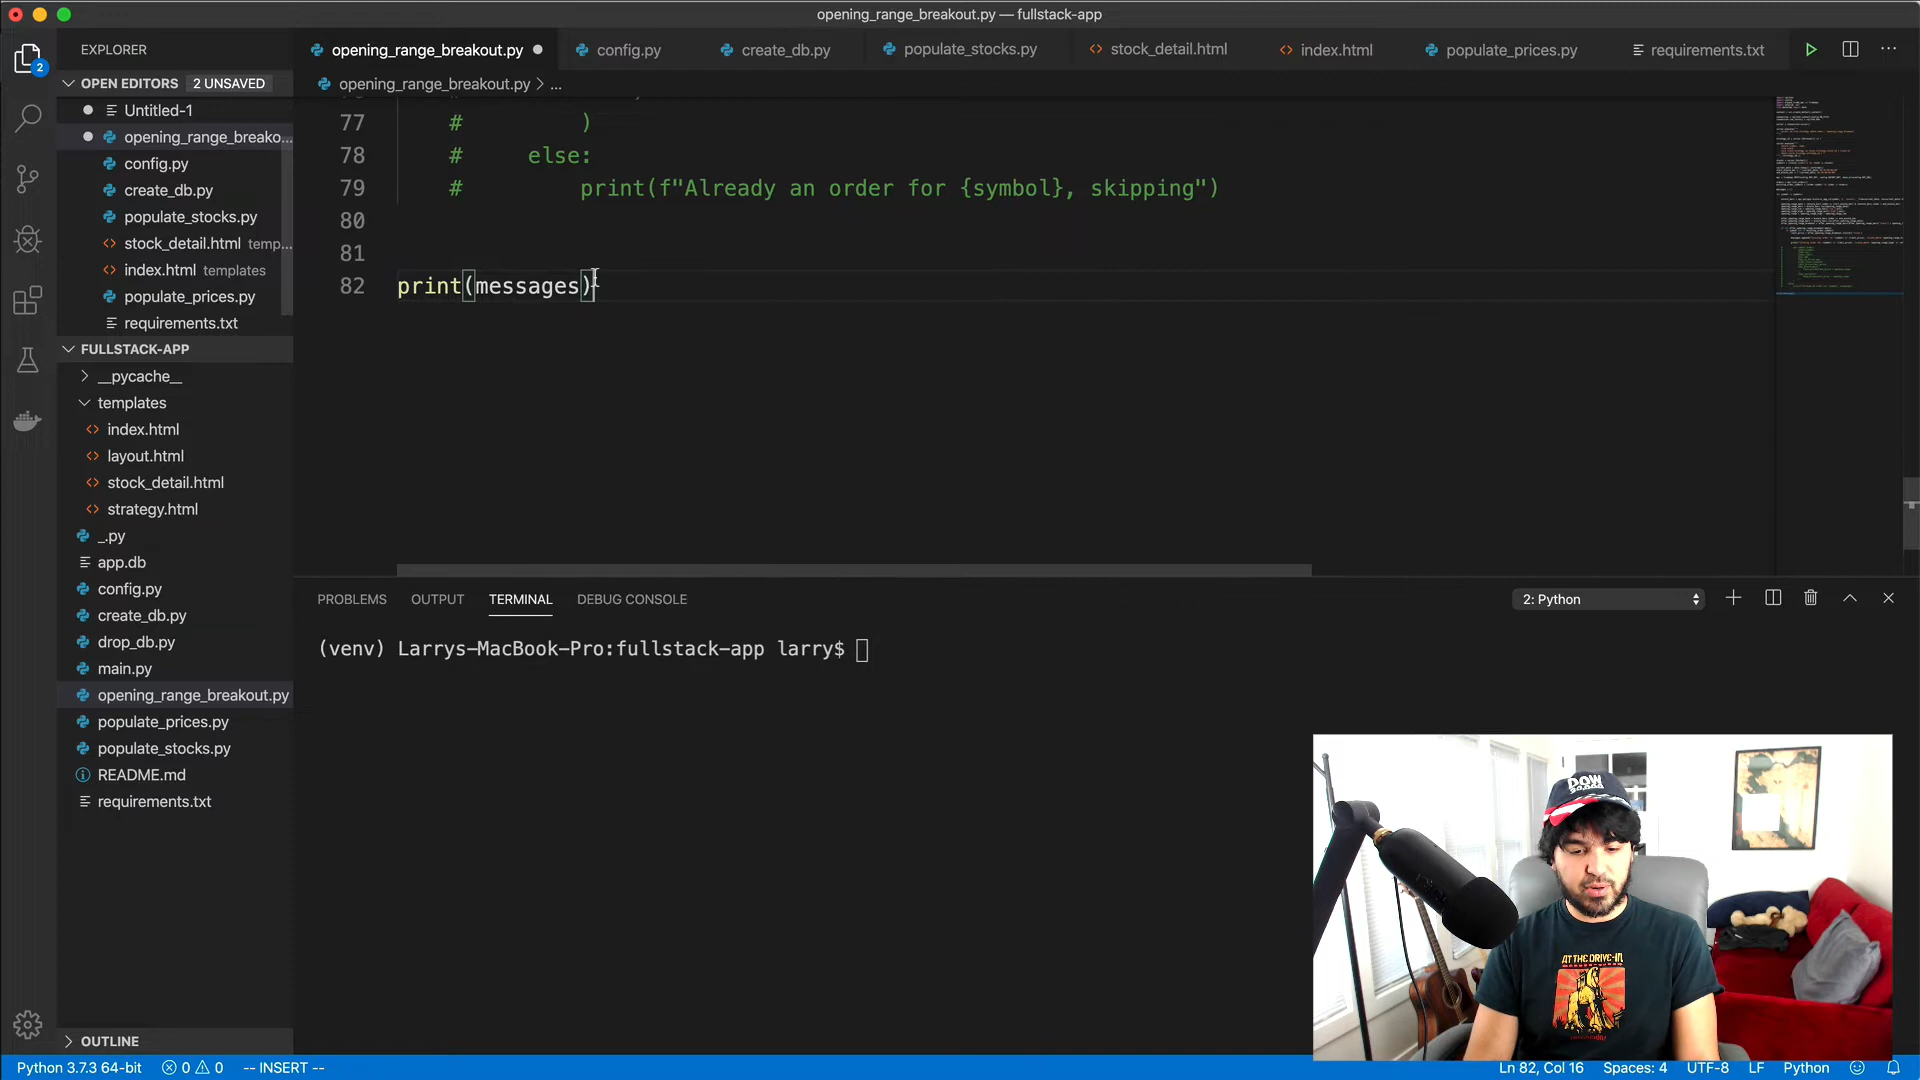 opening_range_breakout.py — fullstack-app
EXPLORER
opening_range_breakout.py
config.py
create_db.py
populate_stocks.py
stock_detail.html
index.html
populate_prices.py
requirements.txt
OPEN EDITORS 2 UNSAVED
opening_range_breakout.py > ...
2
Untitled-1
opening_range_breako...
config.py
create_db.py
populate_stocks.py
stock_detail.html temp...
index.html templates
populate_prices.py
requirements.txt
77 # )
78 # else:
79 # print(f"Already an order for {symbol}, skipping")
80
81
82 print(messages)
FULLSTACK-APP
__pycache__
templates
index.html
layout.html
stock_detail.html
strategy.html
_.py
app.db
config.py
create_db.py
drop_db.py
main.py
opening_range_breakout.py
populate_prices.py
populate_stocks.py
README.md
requirements.txt
OUTLINE
PROBLEMS OUTPUT TERMINAL DEBUG CONSOLE
2: Python
(venv) Larrys-MacBook-Pro:fullstack-app larry$
DOW
AT THE DRIVE-IN
Python 3.7.3 64-bit 0 0 -- INSERT --
Ln 82, Col 16 Spaces: 4 UTF-8 LF Python